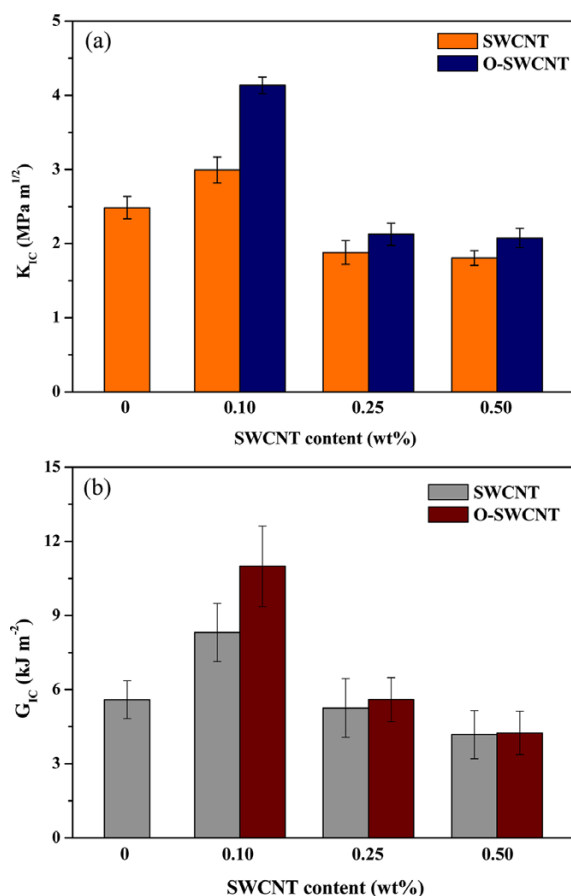 (a)
SWCNT
O-SWCNT
5
4
3
2
1
0
K_IC (MPa m^1/2)
0 0.10 0.25 0.50
SWCNT content (wt%)
(b)
SWCNT
O-SWCNT
15
12
9
6
3
0
G_IC (kJ m^-2)
0 0.10 0.25 0.50
SWCNT content (wt%)